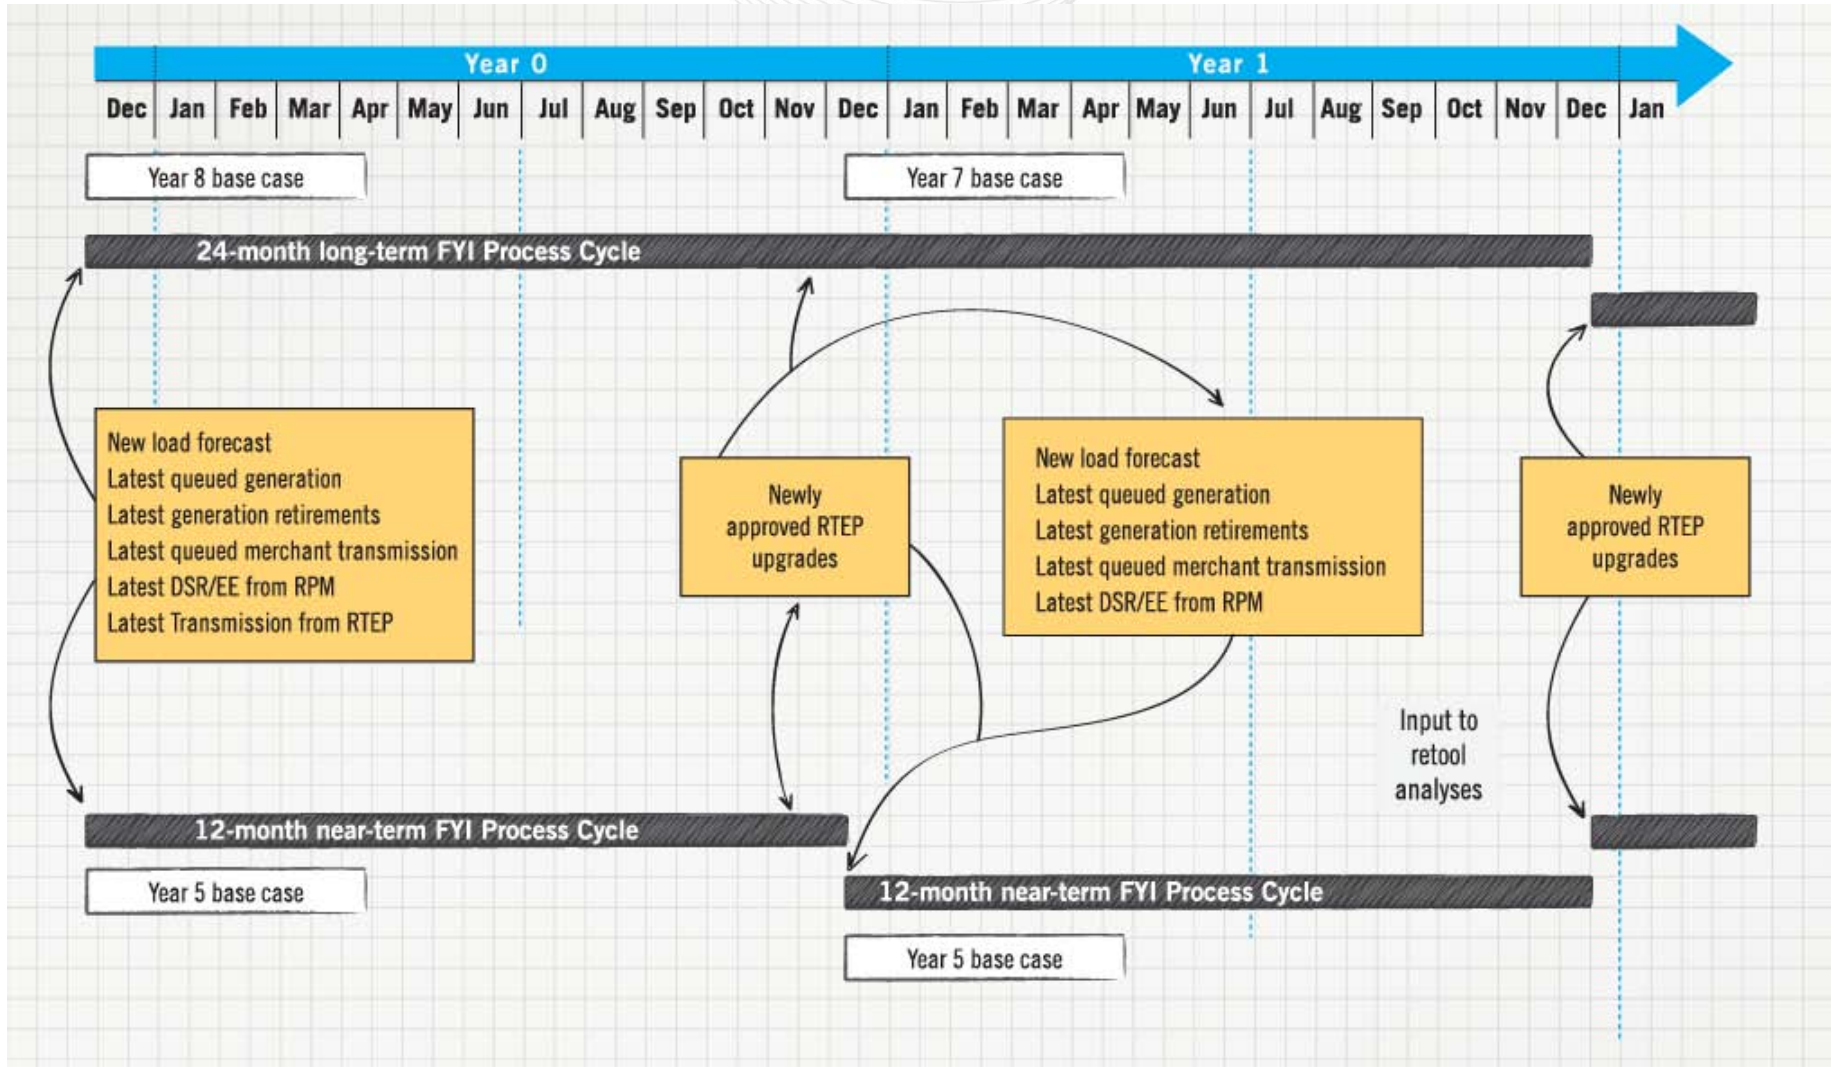 Year 0
Year 1
Dec Jan Feb Mar Apr May Jun Jul Aug Sep Oct Nov Dec Jan Feb Mar Apr May Jun Jul Aug Sep Oct Nov Dec Jan
Year 8 base case
Year 7 base case
24-month long-term FYI Process Cycle
New load forecast
Latest queued generation
Latest generation retirements
Latest queued merchant transmission
Latest DSR/EE from RPM
Latest Transmission from RTEP
Newly
approved RTEP
upgrades
New load forecast
Latest queued generation
Latest generation retirements
Latest queued merchant transmission
Latest DSR/EE from RPM
Newly
approved RTEP
upgrades
Input to
retool
analyses
12-month near-term FYI Process Cycle
Year 5 base case
12-month near-term FYI Process Cycle
Year 5 base case